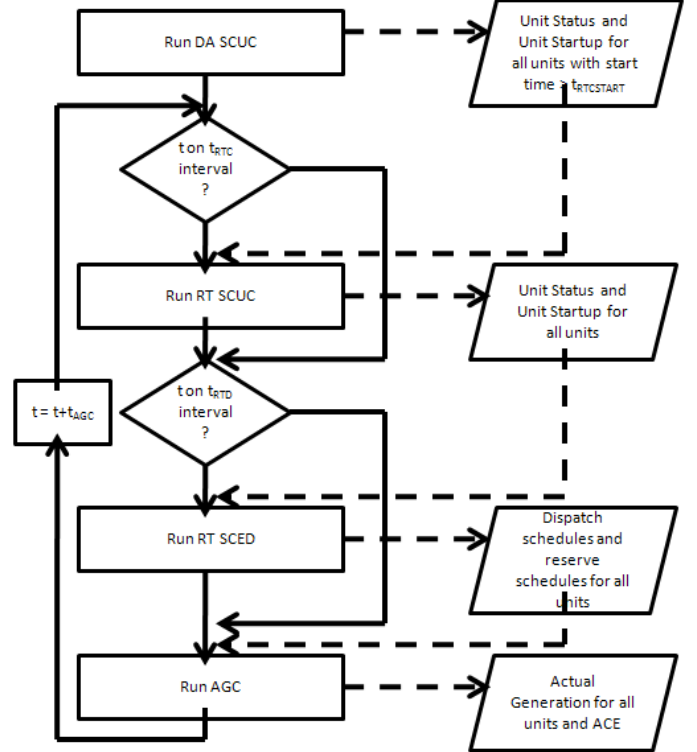 Run DA SCUC
Unit Status and
Unit Startup for
all units with start
time > tRTCSTART
t on tRTC
interval
?
Run RT SCUC
Unit Status and
Unit Startup for
all units
t on tRTD
interval
?
t = t+tAGC
Run RT SCED
Dispatch
schedules and
reserve
schedules for all
units
Run AGC
Actual
Generation for all
units and ACE